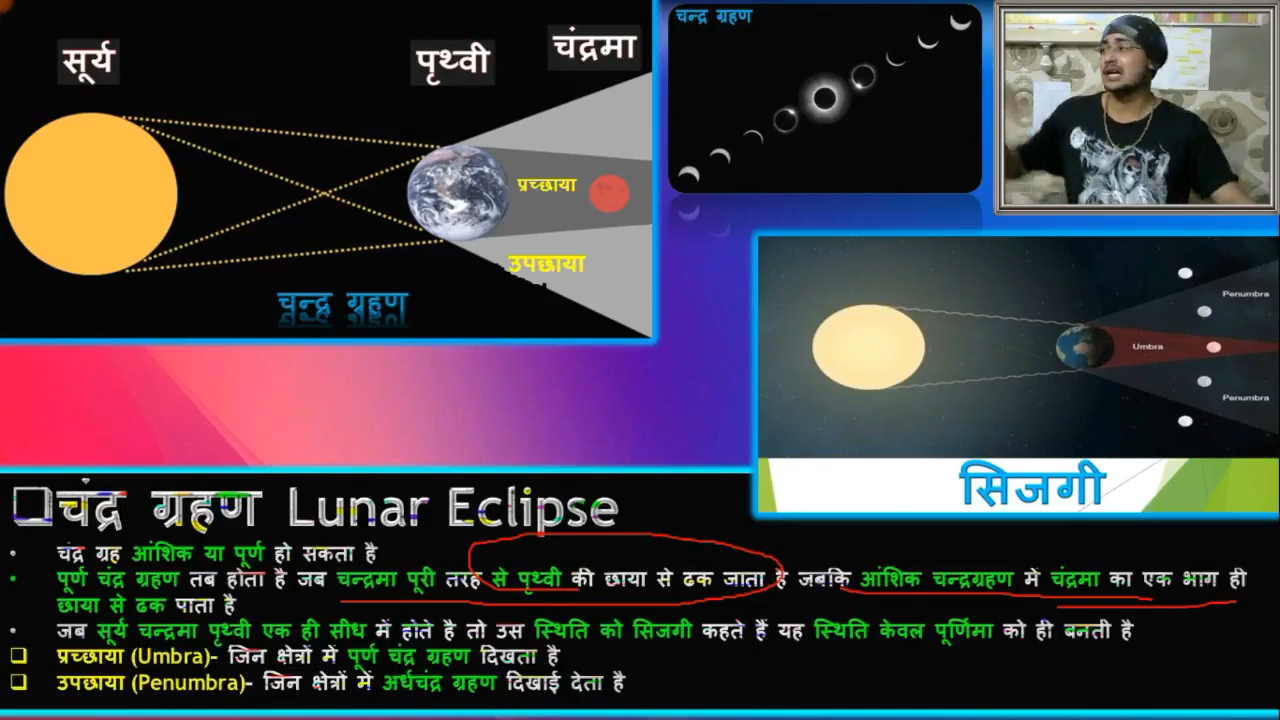 सूर्य
पृथ्वी
चंद्रमा
प्रच्छाया
उपछाया
चन्द्र ग्रहण
चन्द्र ग्रहण
Penumbra
Umbra
Penumbra
सिजगी
चंद्र ग्रहण Lunar Eclipse
• चंद्र ग्रह आंशिक या पूर्ण हो सकता है
• पूर्ण चंद्र ग्रहण तब होता है जब चन्द्रमा पूरी तरह से पृथ्वी की छाया से ढक जाता है जबकि आंशिक चन्द्रग्रहण में चंद्रमा का एक भाग ही
छाया से ढक पाता है
• जब सूर्य चन्द्रमा पृथ्वी एक ही सीध में होते है तो उस स्थिति को सिजगी कहते हैं यह स्थिति केवल पूर्णिमा को ही बनती है
प्रच्छाया (Umbra)- जिन क्षेत्रों में पूर्ण चंद्र ग्रहण दिखता है
उपछाया (Penumbra)- जिन क्षेत्रों में अर्धचंद्र ग्रहण दिखाई देता है